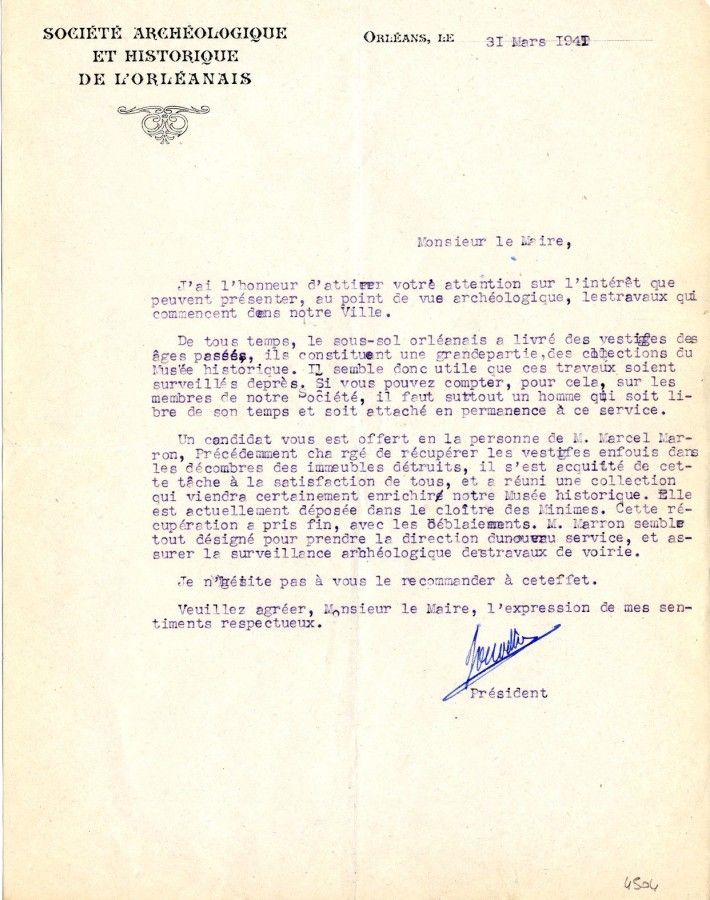 SOCIÉTÉ ARCHÉOLOGIQUE
ET HISTORIQUE
DE L'ORLÉANAIS
ORLÉANS, LE 31 Mars 1941
Monsieur le Maire,
J'ai l'honneur d'attirer votre attention sur l'intérêt que
peuvent présenter, au point de vue archéologique, lestravaux qui
commencent dans notre Ville.
De tous temps, le sous-sol orléanais a livré des vestiges des
âges passés, ils constituent une grandepartie,des collections du
Musée historique. Il semble donc utile que ces travaux soient
surveillés deprès. Si vous pouvez compter, pour cela, sur les
membres de notre Société, il faut surtout un homme qui soit li-
bre de son temps et soit attaché en permanence à ce service.
Un candidat vous est offert en la personne de M. Marcel Mar-
ron, Précédemment cha rgé de récupérer les vestiges enfouis dans
les décombres des immeubles détruits, il s'est acquité de cet-
te tâche à la satisfaction de tous, et a réuni une collection
qui viendra certainement enrichir notre Musée historique. Elle
est actuellement déposée dans le cloître des Minimes. Cette ré-
cupération a pris fin, avec les déblaiements. M. Marron semble
tout désigné pour prendre la direction dunouveau service, et as-
surer la surveillance archéologique destravaux de voirie.
Je n'hésite pas à vous le recommander à ceteffet.
Veuillez agréer, Monsieur le Maire, l'expression de mes sen-
timents respectueux.
Président
4504